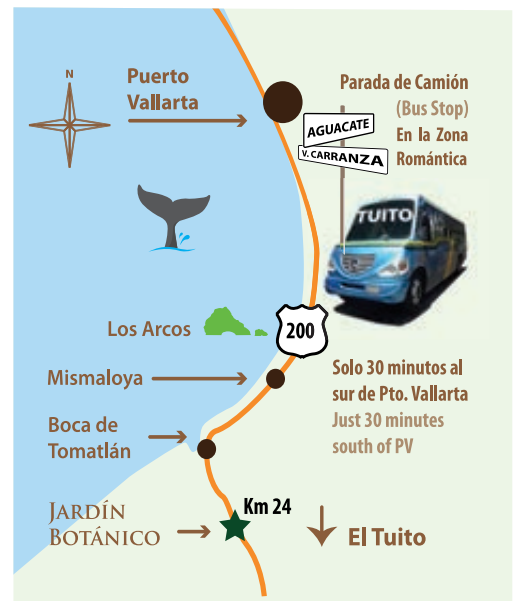 N
Puerto
Vallarta
Parada de Camión
(Bus Stop)
En la Zona
Romántica
AGUACATE
V. CARRANZA
TUITO
Los Arcos
200
Mismaloya
Solo 30 minutos al
sur de Pto. Vallarta
Just 30 minutes
south of PV
Boca de
Tomatlán
Km 24
JARDÍN
BOTÁNICO
El Tuito